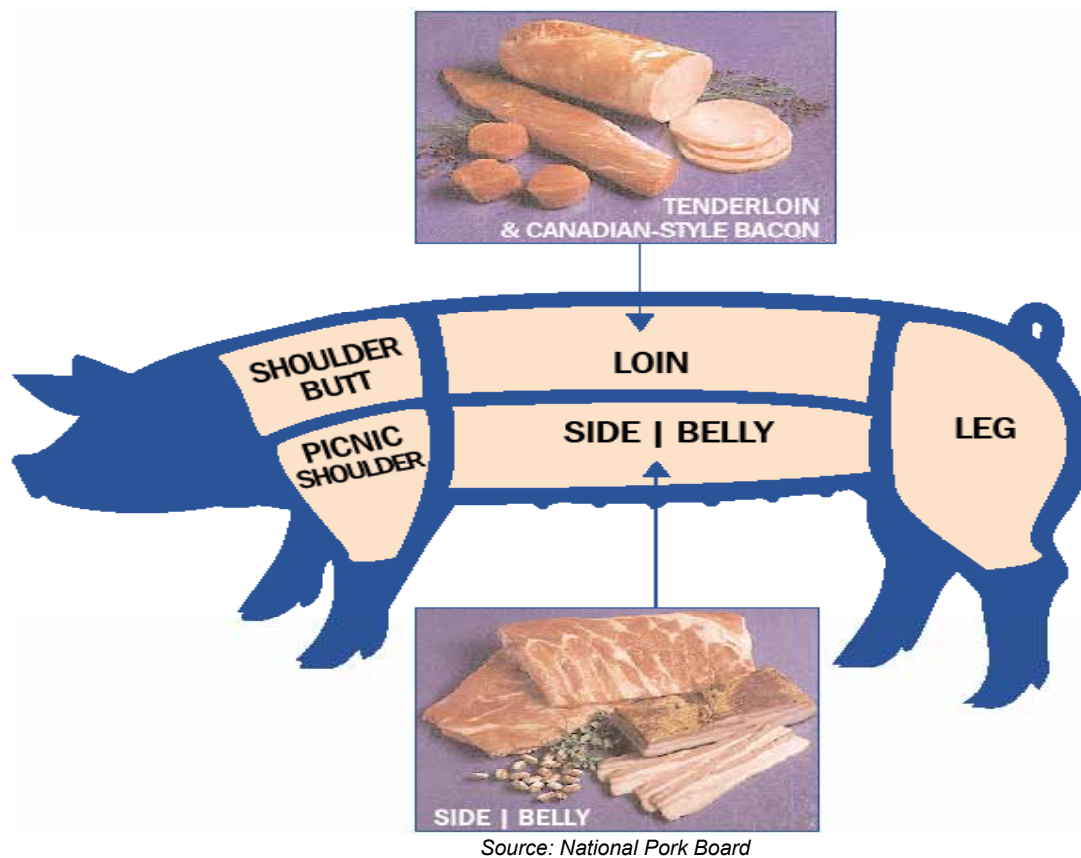 TENDERLOIN
& CANADIAN-STYLE BACON
SHOULDER
BUTT
LOIN
PICNIC
SHOULDER
SIDE | BELLY
LEG
SIDE | BELLY
Source: National Pork Board